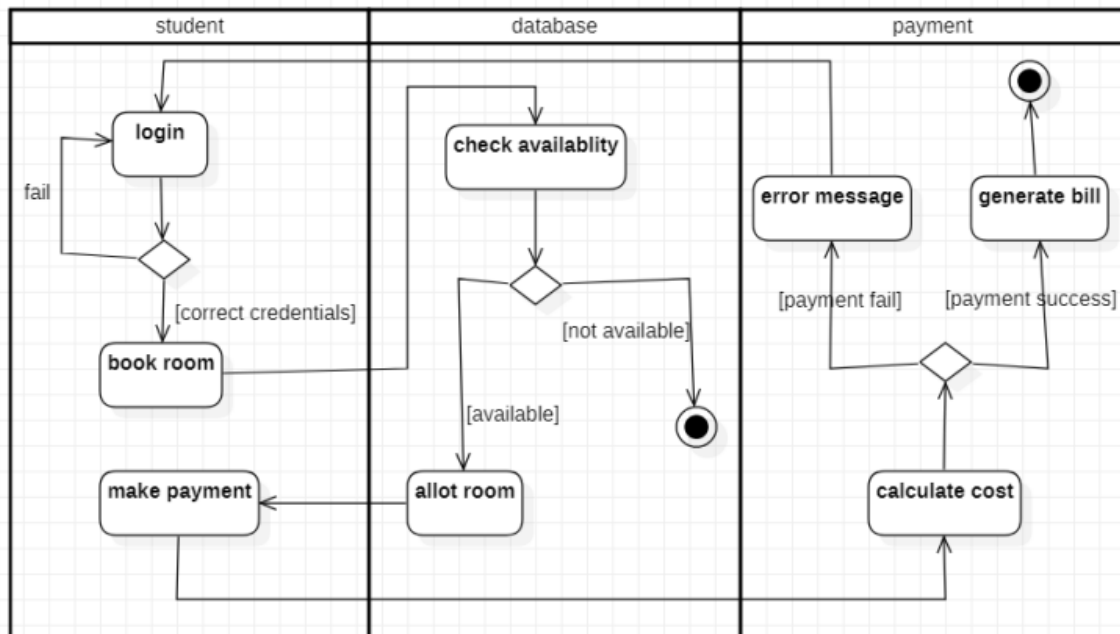 student
database
payment
login
check availablity
fail
error message
generate bill
[correct credentials]
[payment fail]
[payment success]
[not available]
book room
[available]
make payment
allot room
calculate cost